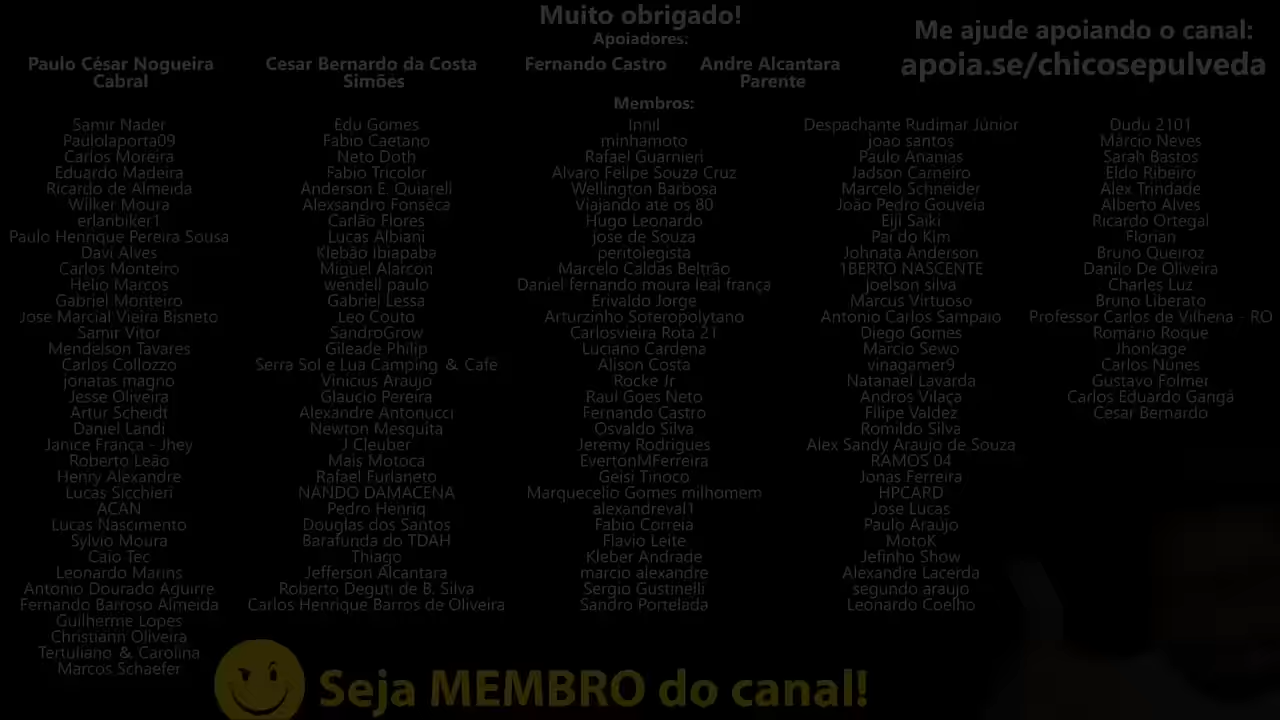 Muito obrigado!
Apoiadores:
Me ajude apoiando o canal:
apoia.se/chicosepulveda
Paulo César Nogueira
Cabral
Cesar Bernardo da Costa
Simões
Fernando Castro
Andre Alcantara
Parente
Membros:
Samir Nader
Paulolaporta09
Carlos Moreira
Eduardo Madeira
Ricardo de Almeida
Wilker Moura
erlanbiker1
Paulo Henrique Pereira Sousa
Davi Alves
Carlos Monteiro
Helio Marcos
Gabriel Monteiro
Jose Marcial Vieira Bisneto
Samir Vitor
Mendelson Tavares
Carlos Collozzo
jonatas magno
Jesse Oliveira
Artur Scheidt
Daniel Landi
Janice França - Jhey
Roberto Leão
Henry Alexandre
Lucas Sicchieri
ACAN
Lucas Nascimento
Sylvio Moura
Caio Tec
Leonardo Marins
Antonio Dourado Aguirre
Fernando Barroso Almeida
Guilherme Lopes
Christiann Oliveira
Tertuliano & Carolina
Marcos Schaefer
Edu Gomes
Fabio Caetano
Neto Doth
Fabio Tricolor
Anderson E. Quiarell
Alexsandro Fonsêca
Carlão Flores
Lucas Albiani
Klebão Ibiapaba
Miguel Alarcon
wendell paulo
Gabriel Lessa
Leo Couto
SandroGrow
Gileade Philip
Serra Sol e Lua Camping & Café
Vinicius Araujo
Glaucio Pereira
Alexandre Antonucci
Newton Mesquita
J Cleuber
Mais Motoca
Rafael Furlaneto
NANDO DAMACENA
Pedro Henriq
Douglas dos Santos
Barafunda do TDAH
Thiago
Jefferson Alcantara
Roberto Deguti de B. Silva
Carlos Henrique Barros de Oliveira
Innil
minhamoto
Rafael Guarnieri
Alvaro Felipe Souza Cruz
Wellington Barbosa
Viajando até os 80
Hugo Leonardo
jose de Souza
peritolegista
Marcelo Caldas Beltrão
Daniel fernando moura leal frança
Erivaldo Jorge
Arturzinho Soteropolytano
Carlosvieira Rota 21
Luciano Cardena
Alison Costa
Rocke Jr
Raul Goes Neto
Fernando Castro
Osvaldo Silva
Jeremy Rodrigues
EvertonMFerreira
Geisi Tinoco
Marquecelio Gomes milhomem
alexandreval1
Fabio Correia
Flavio Leite
Kleber Andrade
marcio alexandre
Sergio Gustinelli
Sandro Portelada
Despachante Rudimar Júnior
joao santos
Paulo Ananias
Jadson Carneiro
Marcelo Schneider
João Pedro Gouveia
Eiji Saiki
Pai do Kim
Johnata Anderson
1BERTO NASCENTE
joelson silva
Marcus Virtuoso
Antonio Carlos Sampaio
Diego Gomes
Marcio Sewo
vinagamer9
Natanael Lavarda
Andros Vilaça
Filipe Valdez
Romildo Silva
Alex Sandy Araujo de Souza
RAMOS 04
Jonas Ferreira
HPCARD
Jose Lucas
Paulo Araújo
MotoK
Jefinho Show
Alexandre Lacerda
segundo araujo
Leonardo Coelho
Dudu 2101
Márcio Neves
Sarah Bastos
Eldo Ribeiro
Alex Trindade
Alberto Alves
Ricardo Ortegal
Florian
Bruno Queiroz
Danilo De Oliveira
Charles Luz
Bruno Liberato
Professor Carlos de Vilhena - RO
Romário Roque
Jhonkage
Carlos Nunes
Gustavo Folmer
Carlos Eduardo Gangá
Cesar Bernardo
Seja MEMBRO do canal!